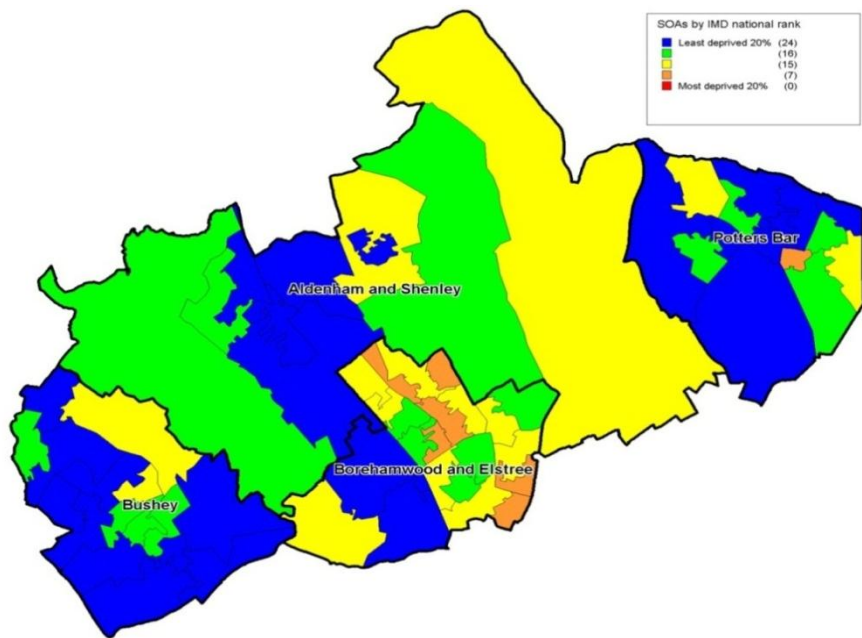 SOAs by IMD national rank
Least deprived 20% (24)
(16)
(15)
(7)
Most deprived 20% (0)
Potters Bar
Aldenham and Shenley
Borehamwood and Elstree
Bushey